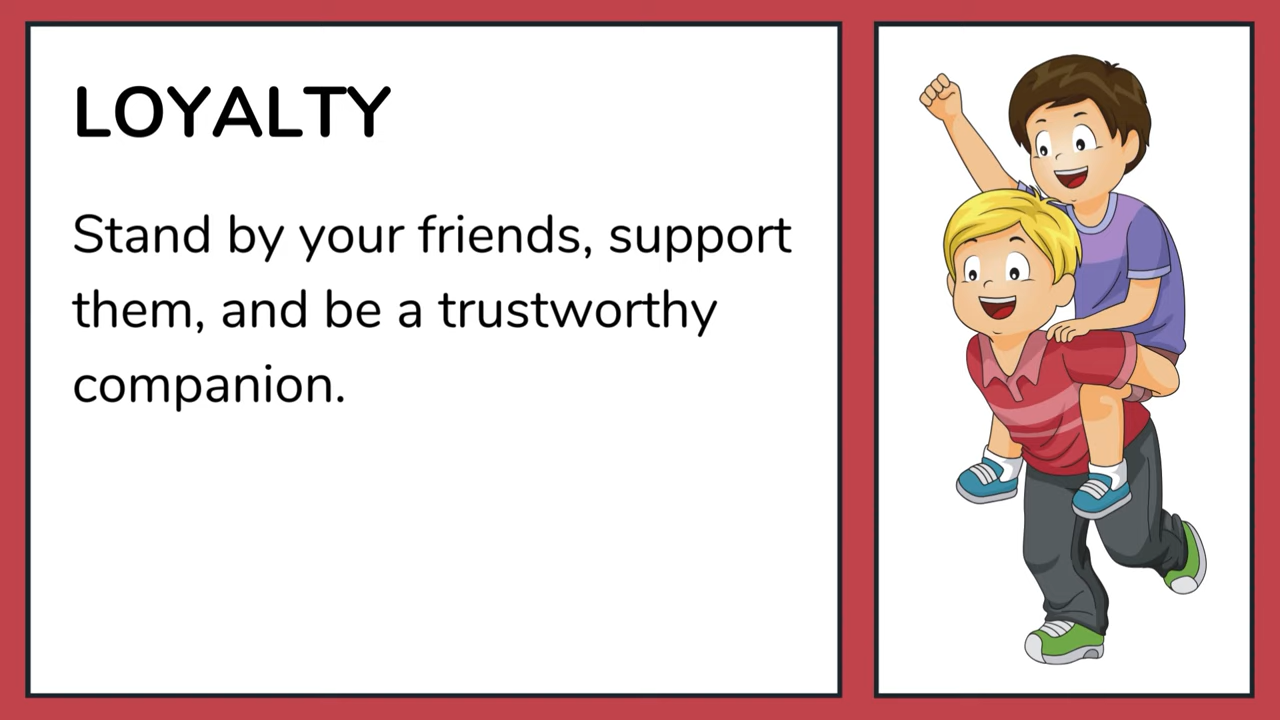 LOYALTY
Stand by your friends, support
them, and be a trustworthy
companion.